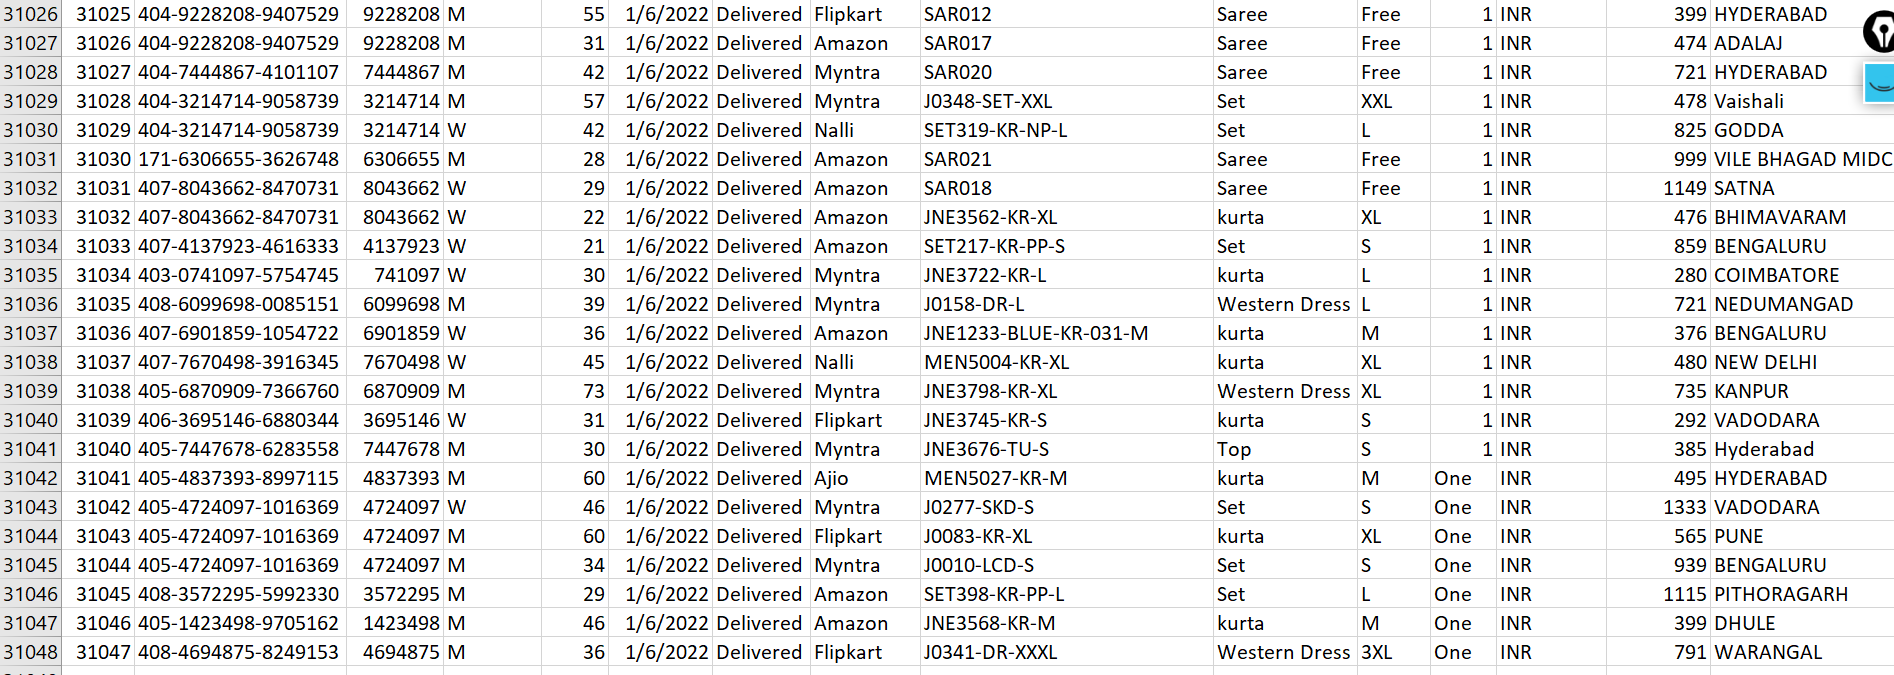 31026 31025 404-9228208-9407529 9228208 M 55 1/6/2022 Delivered Flipkart SAR012 Saree Free 1 INR 399 HYDERABAD
31027 31026 404-9228208-9407529 9228208 M 31 1/6/2022 Delivered Amazon SAR017 Saree Free 1 INR 474 ADALAJ
31028 31027 404-7444867-4101107 7444867 M 42 1/6/2022 Delivered Myntra SAR020 Saree Free 1 INR 721 HYDERABAD
31029 31028 404-3214714-9058739 3214714 M 57 1/6/2022 Delivered Myntra J0348-SET-XXL Set XXL 1 INR 478 Vaishali
31030 31029 404-3214714-9058739 3214714 W 42 1/6/2022 Delivered Nalli SET319-KR-NP-L Set L 1 INR 825 GODDA
31031 31030 171-6306655-3626748 6306655 M 28 1/6/2022 Delivered Amazon SAR021 Saree Free 1 INR 999 VILE BHAGAD MIDC
31032 31031 407-8043662-8470731 8043662 W 29 1/6/2022 Delivered Amazon SAR018 Saree Free 1 INR 1149 SATNA
31033 31032 407-8043662-8470731 8043662 W 22 1/6/2022 Delivered Amazon JNE3562-KR-XL kurta XL 1 INR 476 BHIMAVARAM
31034 31033 407-4137923-4616333 4137923 W 21 1/6/2022 Delivered Amazon SET217-KR-PP-S Set S 1 INR 859 BENGALURU
31035 31034 403-0741097-5754745 741097 W 30 1/6/2022 Delivered Myntra JNE3722-KR-L kurta L 1 INR 280 COIMBATORE
31036 31035 408-6099698-0085151 6099698 M 39 1/6/2022 Delivered Myntra J0158-DR-L Western Dress L 1 INR 721 NEDUMANGAD
31037 31036 407-6901859-1054722 6901859 W 36 1/6/2022 Delivered Amazon JNE1233-BLUE-KR-031-M kurta M 1 INR 376 BENGALURU
31038 31037 407-7670498-3916345 7670498 W 45 1/6/2022 Delivered Nalli MEN5004-KR-XL kurta XL 1 INR 480 NEW DELHI
31039 31038 405-6870909-7366760 6870909 M 73 1/6/2022 Delivered Myntra JNE3798-KR-XL Western Dress XL 1 INR 735 KANPUR
31040 31039 406-3695146-6880344 3695146 W 31 1/6/2022 Delivered Flipkart JNE3745-KR-S kurta S 1 INR 292 VADODARA
31041 31040 405-7447678-6283558 7447678 M 30 1/6/2022 Delivered Myntra JNE3676-TU-S Top S 1 INR 385 Hyderabad
31042 31041 405-4837393-8997115 4837393 M 60 1/6/2022 Delivered Ajio MEN5027-KR-M kurta M One INR 495 HYDERABAD
31043 31042 405-4724097-1016369 4724097 W 46 1/6/2022 Delivered Myntra J0277-SKD-S Set S One INR 1333 VADODARA
31044 31043 405-4724097-1016369 4724097 M 60 1/6/2022 Delivered Flipkart J0083-KR-XL kurta XL One INR 565 PUNE
31045 31044 405-4724097-1016369 4724097 M 34 1/6/2022 Delivered Myntra J0010-LCD-S Set S One INR 939 BENGALURU
31046 31045 408-3572295-5992330 3572295 M 29 1/6/2022 Delivered Amazon SET398-KR-PP-L Set L One INR 1115 PITHORAGARH
31047 31046 405-1423498-9705162 1423498 M 46 1/6/2022 Delivered Amazon JNE3568-KR-M kurta M One INR 399 DHULE
31048 31047 408-4694875-8249153 4694875 M 36 1/6/2022 Delivered Flipkart J0341-DR-XXXL Western Dress 3XL One INR 791 WARANGAL